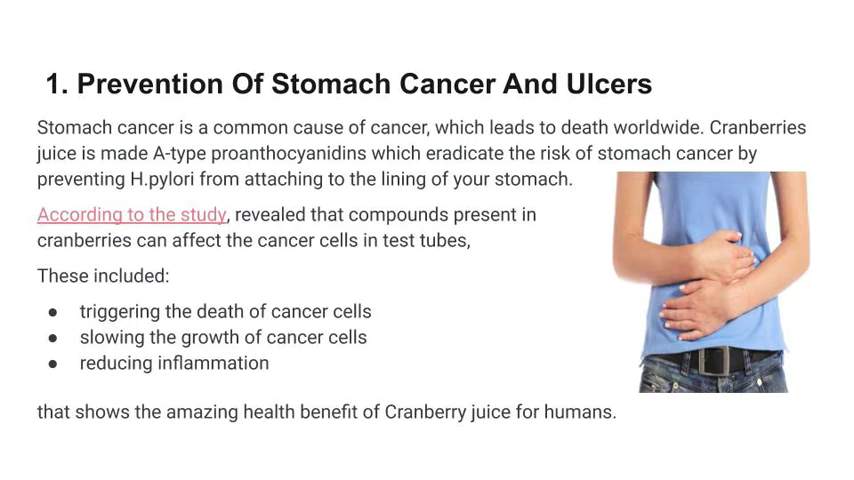 1. Prevention Of Stomach Cancer And Ulcers
Stomach cancer is a common cause of cancer, which leads to death worldwide. Cranberries
juice is made A-type proanthocyanidins which eradicate the risk of stomach cancer by
preventing H.pylori from attaching to the lining of your stomach.
According to the study, revealed that compounds present in
cranberries can affect the cancer cells in test tubes,
These included:
● triggering the death of cancer cells
● slowing the growth of cancer cells
● reducing inflammation
that shows the amazing health benefit of Cranberry juice for humans.